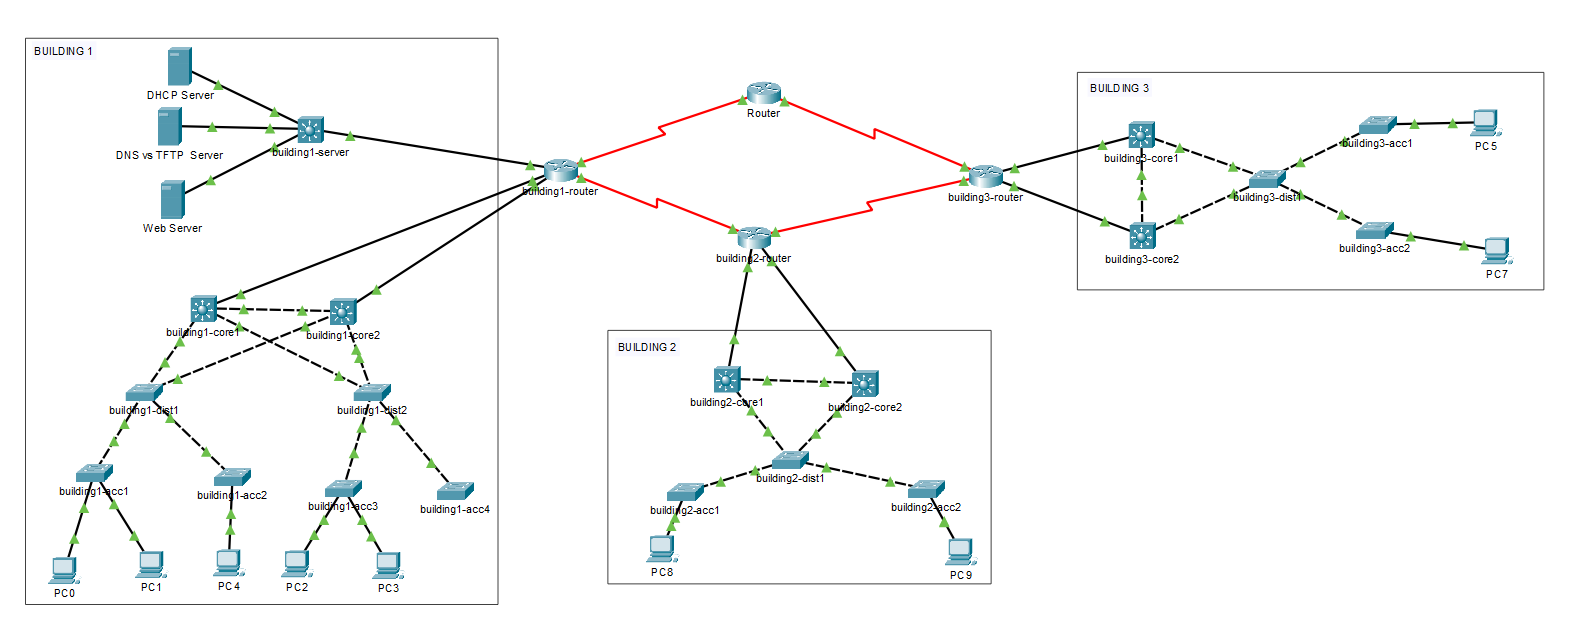 BUILDING 1
DHCP Server
DNS vs TFTP Server
building1-server
Web Server
building1-router
building1-core1
building1-core2
building1-dist1
building1-dist2
building1-acc1
building1-acc2
building1-acc3
building1-acc4
PC0
PC1
PC4
PC2
PC3
Router
building2-router
BUILDING 2
building2-core1
building2-core2
building2-dist1
building2-acc1
building2-acc2
PC8
PC9
building3-router
BUILDING 3
building3-core1
building3-core2
building3-dist1
building3-acc1
building3-acc2
PC5
PC7